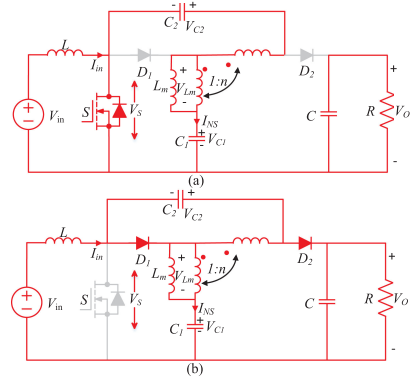 - +
C2 VC2
L
Iin D1 1:n D2
+
Lm VLm
-
S VS
Vin
+
-
INS
C1 + VC1
-
C R VO
+
-
(a)
- +
C2 VC2
L
Iin D1 1:n D2
+
Lm VLm
-
S VS
Vin
+
-
INS
C1 + VC1
-
C R VO
+
-
(b)